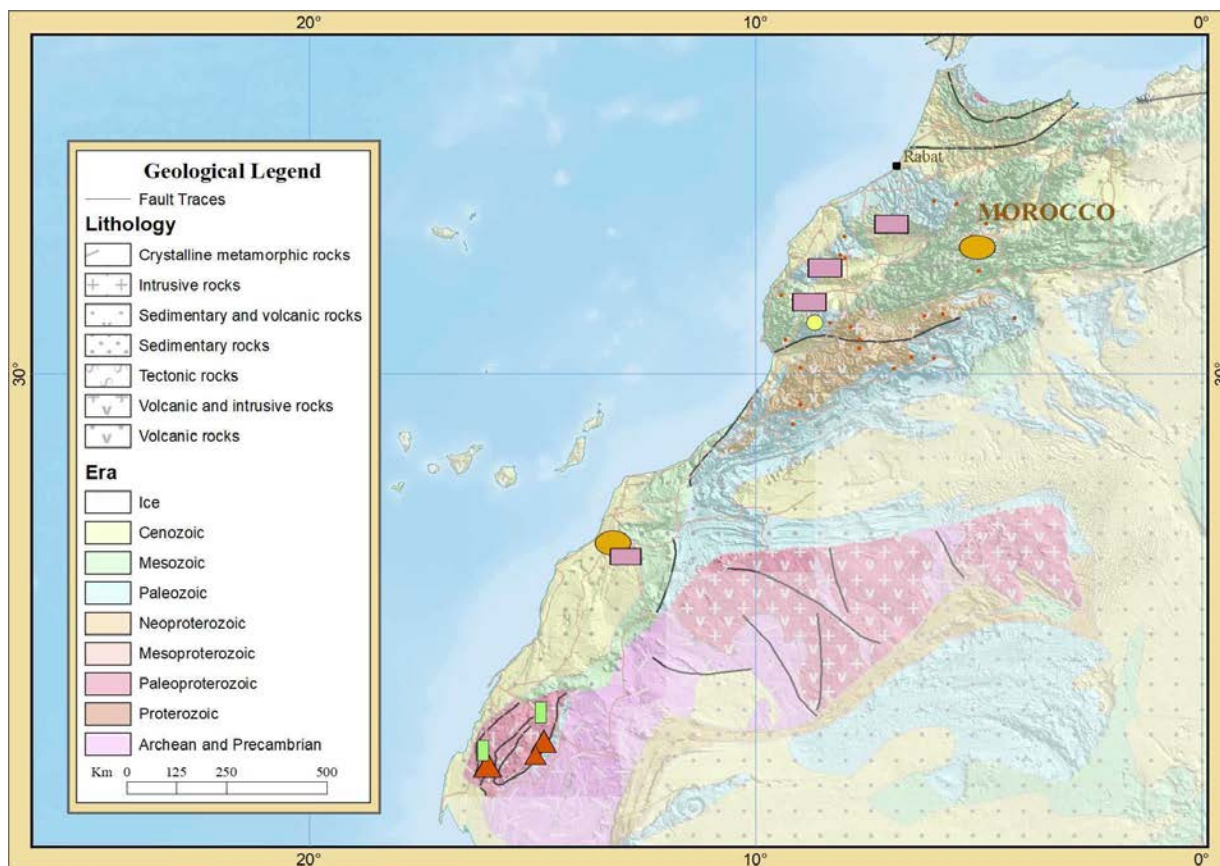 20°
10°
0°
Geological Legend
Fault Traces
Lithology
Crystalline metamorphic rocks
Intrusive rocks
Sedimentary and volcanic rocks
Sedimentary rocks
Tectonic rocks
Volcanic and intrusive rocks
Volcanic rocks
Era
Ice
Cenozoic
Mesozoic
Paleozoic
Neoproterozoic
Mesoproterozoic
Paleoproterozoic
Proterozoic
Archean and Precambrian
Km 0 125 250 500
Rabat
MOROCCO
30°
30°
20°
10°
0°